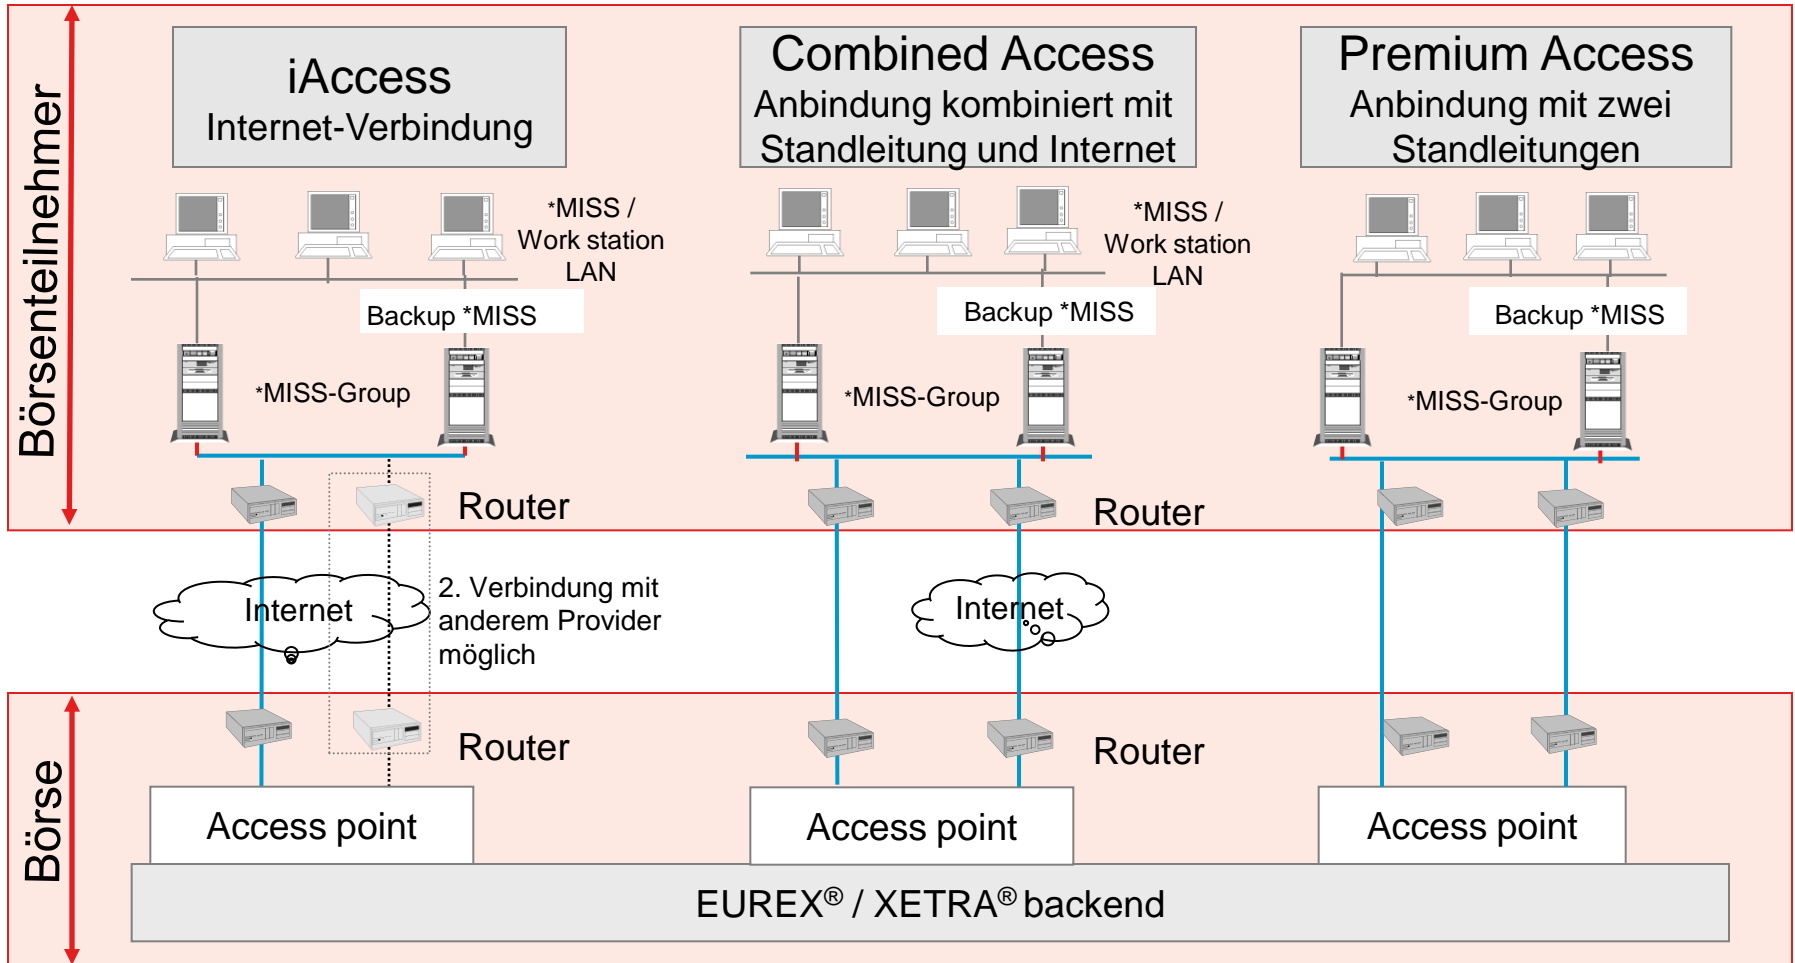 Börsenteilnehmer
iAccess
Internet-Verbindung
Combined Access
Anbindung kombiniert mit
Standleitung und Internet
Premium Access
Anbindung mit zwei
Standleitungen
*MISS /
Work station
LAN
*MISS /
Work station
LAN
Backup *MISS
Backup *MISS
Backup *MISS
*MISS-Group
*MISS-Group
*MISS-Group
Router
Router
Internet
2. Verbindung mit
anderem Provider
möglich
Internet
Börse
Router
Router
Access point
Access point
Access point
EUREX® / XETRA® backend